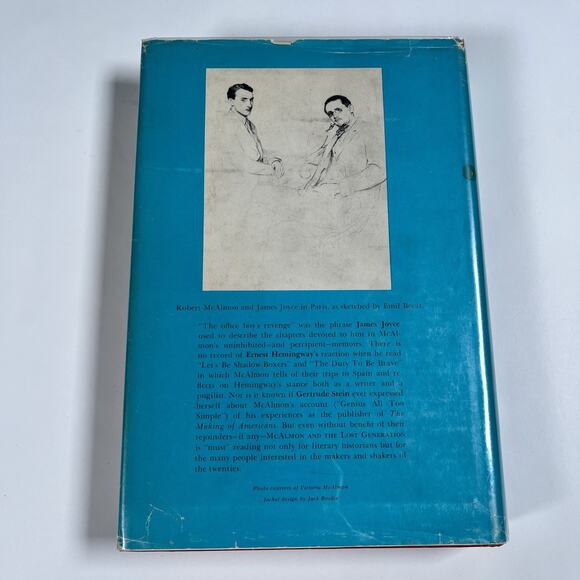 Robert McAlmon and James Joyce in Paris, as sketched by Emil Becat.
"The office boy's revenge" was the phrase James Joyce
used to describe the chapters devoted to him in McAl-
mon's uninhibited—and percipient—memoirs. There is
no record of Ernest Hemingway's reaction when he read
"Let's Be Shadow-Boxers" and "The Duty To Be Brave"
in which McAlmon tells of their trips to Spain and re-
flects on Hemingway's stance both as a writer and a
pugilist. Nor is it known if Gertrude Stein ever expressed
herself about McAlmon's account ("Genius All Too
Simple") of his experiences as the publisher of The
Making of Americans. But even without benefit of their
rejoinders—if any—McAlmon and the Lost Generation
is "must" reading not only for literary historians but for
the many people interested in the makers and shakers of
the twenties.
Photo courtesy of Victoria McAlmon
Jacket design by Jack Brodie